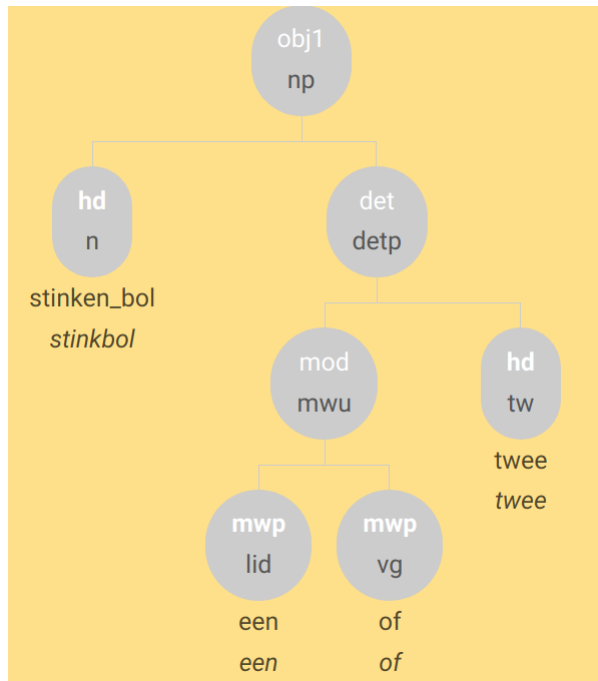 obj1
np
hd
n
stinken_bol
stinkbol
det
detp
mod
mwu
hd
tw
twee
twee
mwp
lid
een
een
mwp
vg
of
of